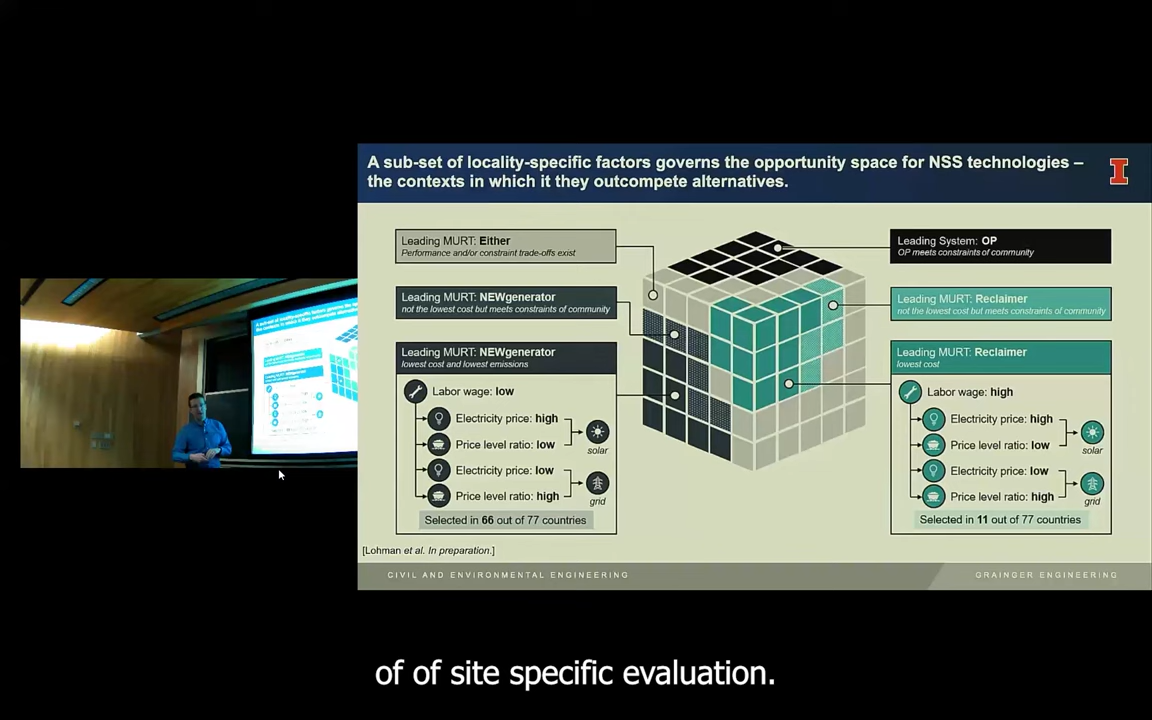 A sub-set of locality-specific factors governs the opportunity space for NSS technologies –
the contexts in which it they outcompete alternatives.
I
Leading MURT: Either
Performance and/or constraint trade-offs exist
Leading MURT: NEWgenerator
not the lowest cost but meets constraints of community
Leading MURT: NEWgenerator
lowest cost and lowest emissions
Labor wage: low
Electricity price: high
Price level ratio: low
solar
Electricity price: low
Price level ratio: high
grid
Selected in 66 out of 77 countries
Leading System: OP
OP meets constraints of community
Leading MURT: Reclaimer
not the lowest cost but meets constraints of community
Leading MURT: Reclaimer
lowest cost
Labor wage: high
Electricity price: high
Price level ratio: low
solar
Electricity price: low
Price level ratio: high
grid
Selected in 11 out of 77 countries
[Lohman et al. In preparation.]
CIVIL AND ENVIRONMENTAL ENGINEERING
GRAINGER ENGINEERING
of of site specific evaluation.